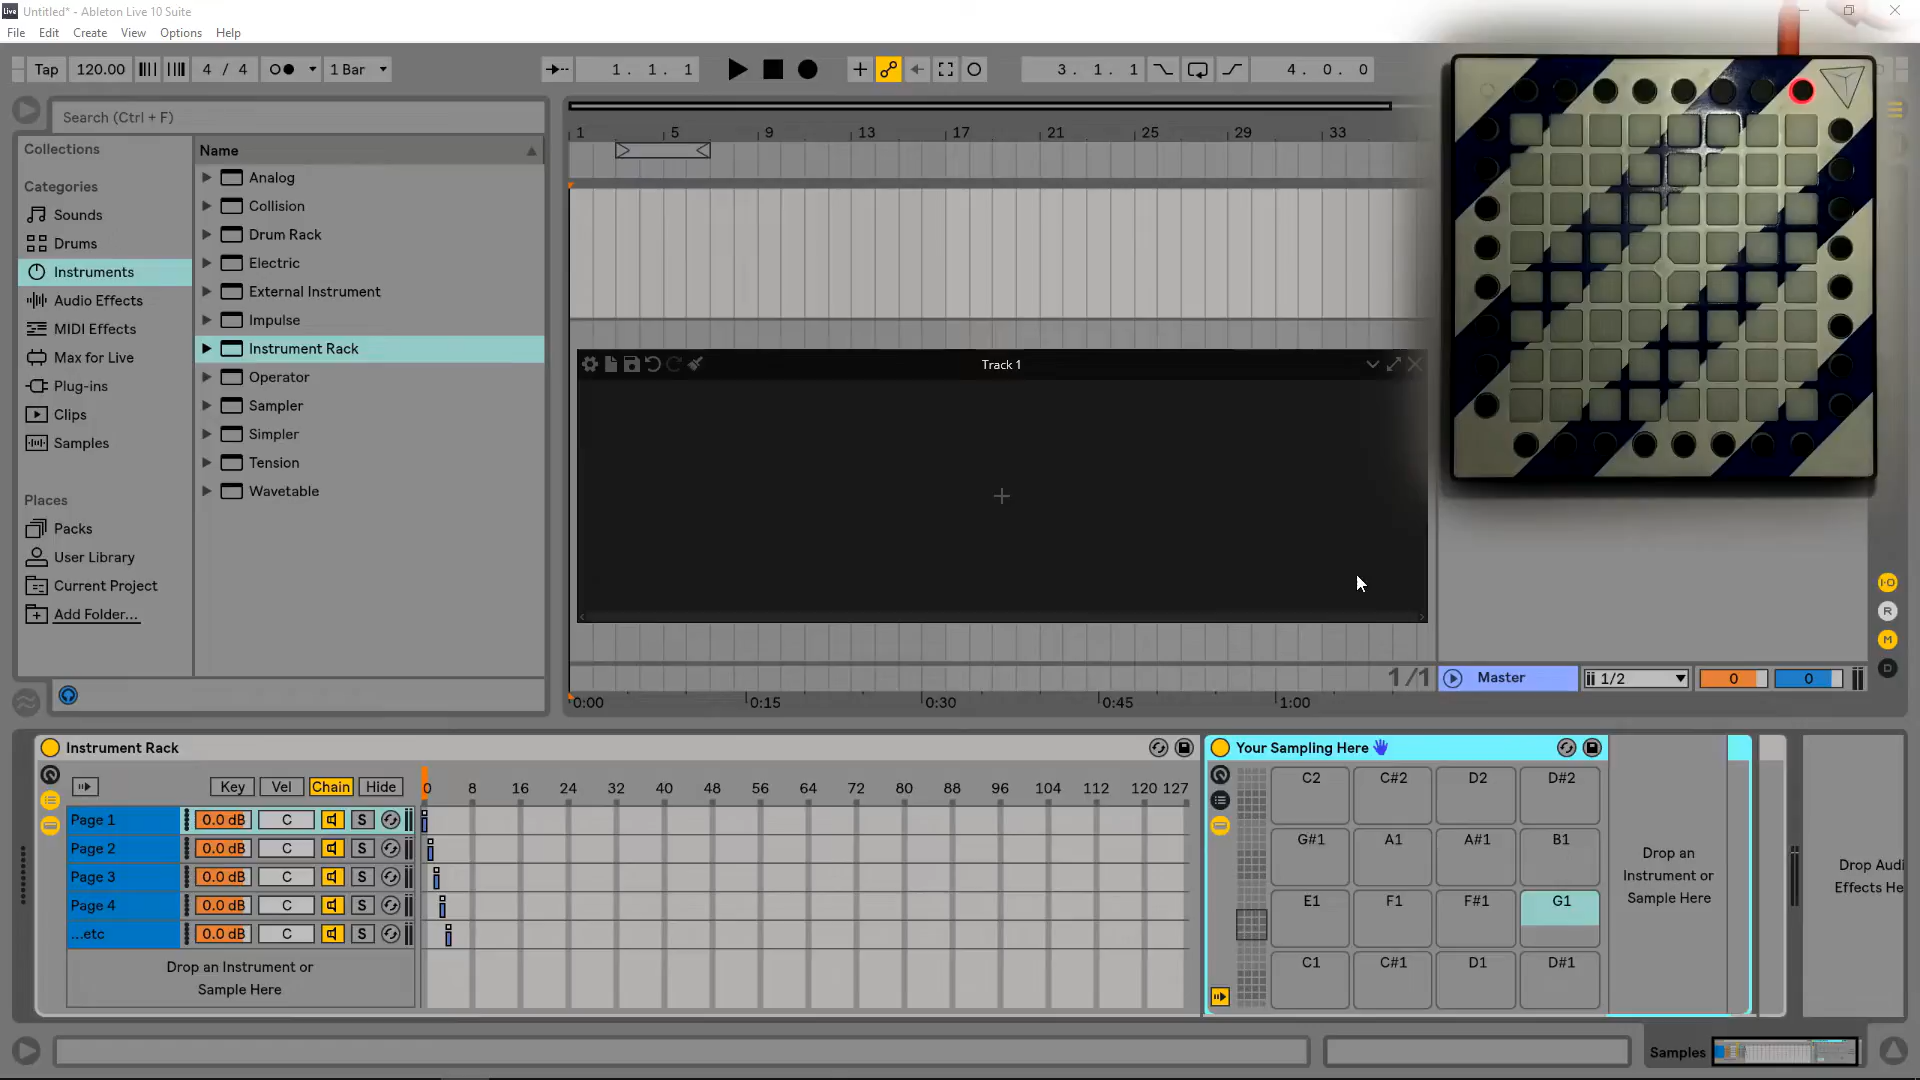 Live Untitled* - Ableton Live 10 Suite
File Edit Create View Options Help
Tap 120.00 4 / 4 1 Bar 1. 1. 1 3. 1. 1 4. 0. 0
Search (Ctrl + F)
Collections
Categories
Sounds
Drums
Instruments
Audio Effects
MIDI Effects
Max for Live
Plug-ins
Clips
Samples
Places
Packs
User Library
Current Project
Add Folder...
Name
Analog
Collision
Drum Rack
Electric
External Instrument
Impulse
Instrument Rack
Operator
Sampler
Simpler
Tension
Wavetable
1 5 9 13 17 21 25 29 33
Track 1
1/1
0:00 0:15 0:30 0:45 1:00
Master 1/2 0 0
I·O
R
M
D
Instrument Rack
Key Vel Chain Hide
0 8 16 24 32 40 48 56 64 72 80 88 96 104 112 120 127
Page 1 0.0 dB C S
Page 2 0.0 dB C S
Page 3 0.0 dB C S
Page 4 0.0 dB C S
...etc 0.0 dB C S
Drop an Instrument or
Sample Here
Your Sampling Here
C2 C#2 D2 D#2
G#1 A1 A#1 B1
E1 F1 F#1 G1
C1 C#1 D1 D#1
Drop an
Instrument or
Sample Here
Drop Audi
Effects He
Samples